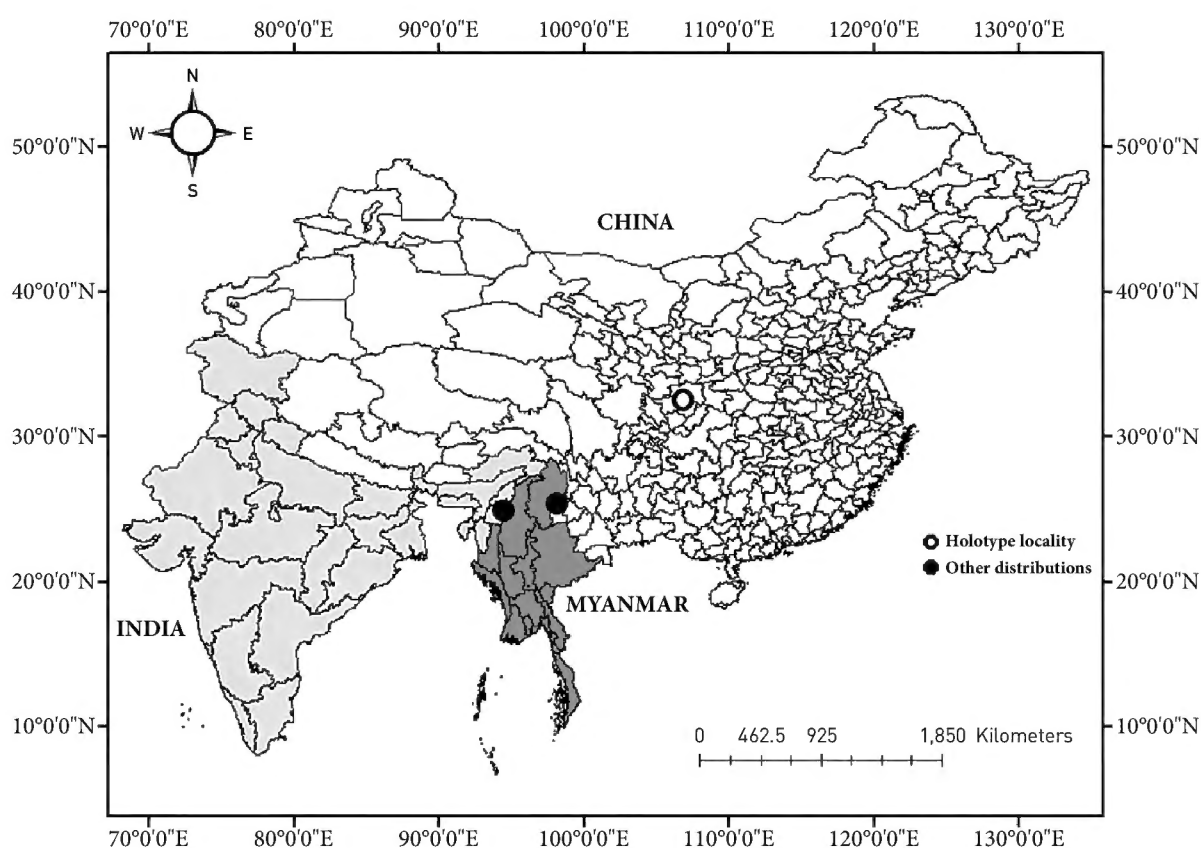 70°0'0"E 80°0'0"E 90°0'0"E 100°0'0"E 110°0'0"E 120°0'0"E 130°0'0"E
N
W E
S
50°0'0"N 50°0'0"N
CHINA
40°0'0"N 40°0'0"N
30°0'0"N 30°0'0"N
Holotype locality
Other distributions
20°0'0"N 20°0'0"N
MYANMAR
INDIA
10°0'0"N 10°0'0"N
0 462.5 925 1,850 Kilometers
70°0'0"E 80°0'0"E 90°0'0"E 100°0'0"E 110°0'0"E 120°0'0"E 130°0'0"E